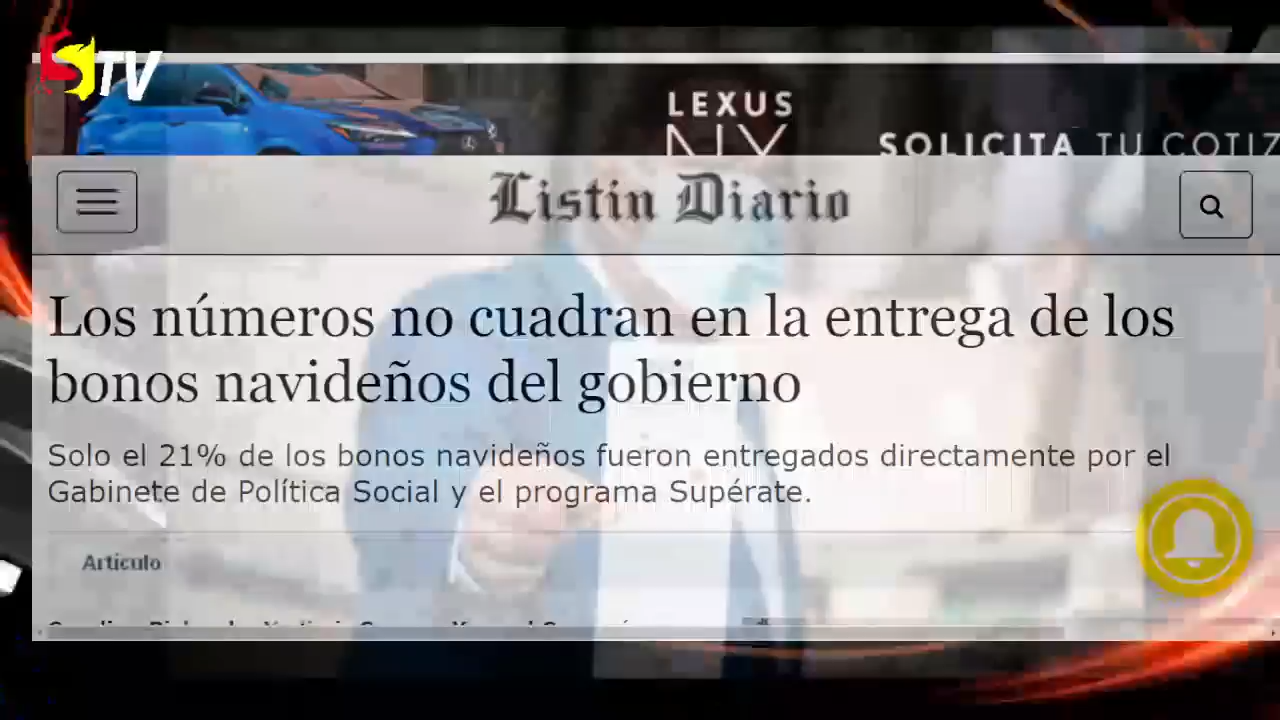 STV
LEXUS
NX
SOLICITA TU COTIZ
Listin Diario
Los números no cuadran en la entrega de los
bonos navideños del gobierno
Solo el 21% de los bonos navideños fueron entregados directamente por el
Gabinete de Política Social y el programa Supérate.
Artículo